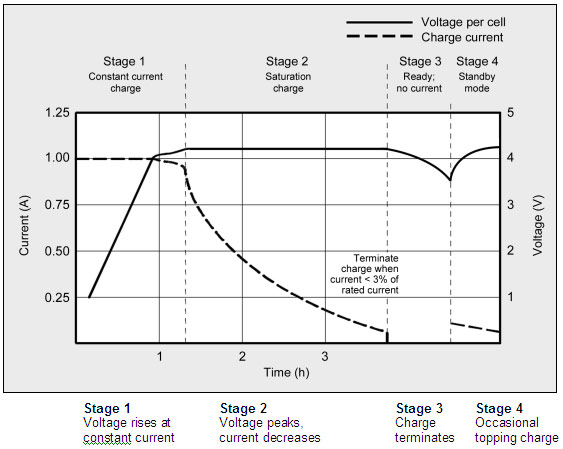 Voltage per cell
Charge current
Stage 1
Constant current
charge
Stage 2
Saturation
charge
Stage 3
Ready;
no current
Stage 4
Standby
mode
1.25
1.00
0.75
0.50
0.25
Current (A)
5
4
3
2
1
Voltage (V)
Terminate
charge when
current < 3% of
rated current
1
2
3
Time (h)
Stage 1
Voltage rises at
constant current
Stage 2
Voltage peaks,
current decreases
Stage 3
Charge
terminates
Stage 4
Occasional
topping charge